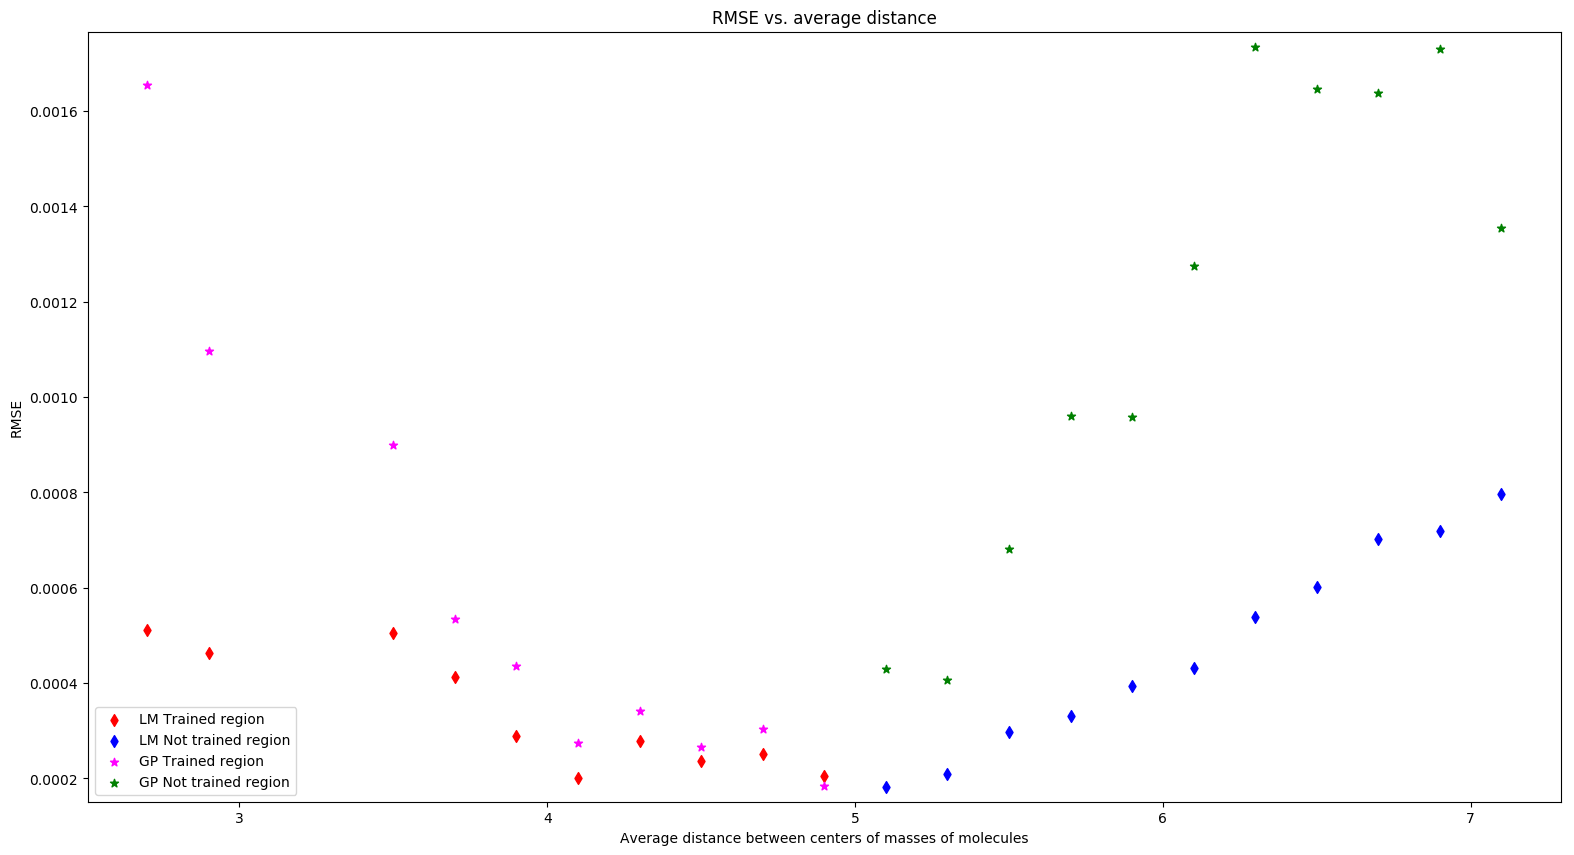 RMSE vs. average distance
0.0016
0.0014
0.0012
0.0010
0.0008
0.0006
0.0004
0.0002
RMSE
LM Trained region
LM Not trained region
GP Trained region
GP Not trained region
3 4 5 6 7
Average distance between centers of masses of molecules